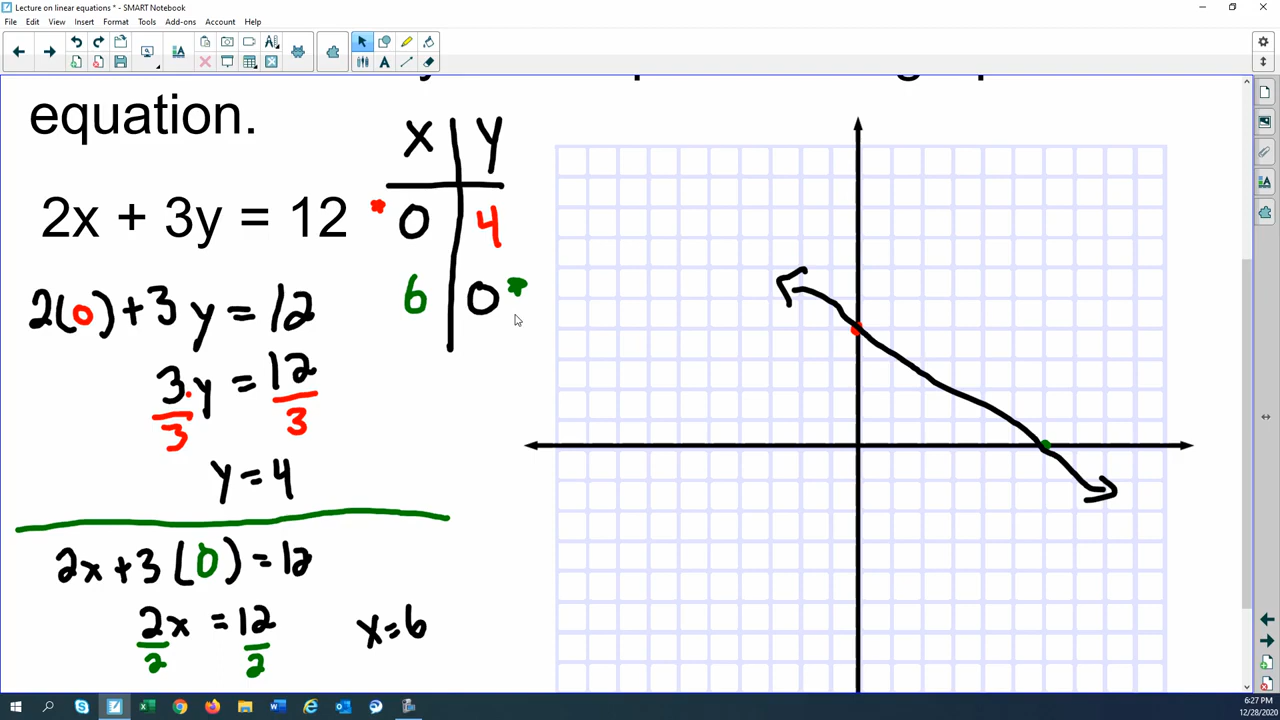 Lecture on linear equations * - SMART Notebook
File Edit View Insert Format Tools Add-ons Account Help
equation.
2x + 3y = 12
X Y
* 0 4
6 0 *
2(0) + 3y = 12
3·y = 12
3 3
y = 4
2x + 3(0) = 12
2x = 12
2 2
x = 6
6:27 PM
12/28/2020